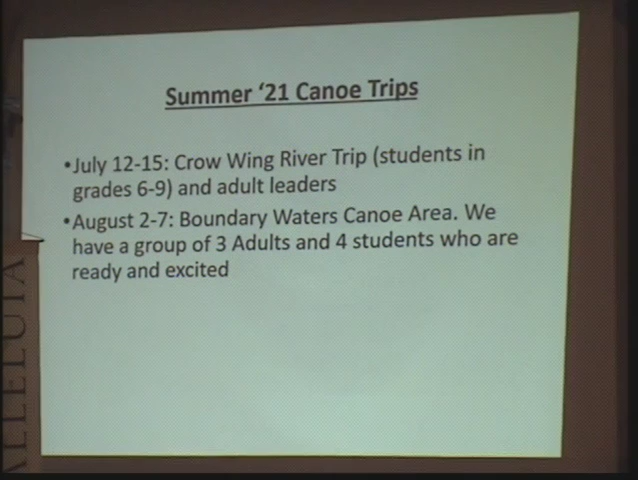 Summer '21 Canoe Trips
•July 12-15: Crow Wing River Trip (students in
grades 6-9) and adult leaders
•August 2-7: Boundary Waters Canoe Area. We
have a group of 3 Adults and 4 students who are
ready and excited
ALLELUIA